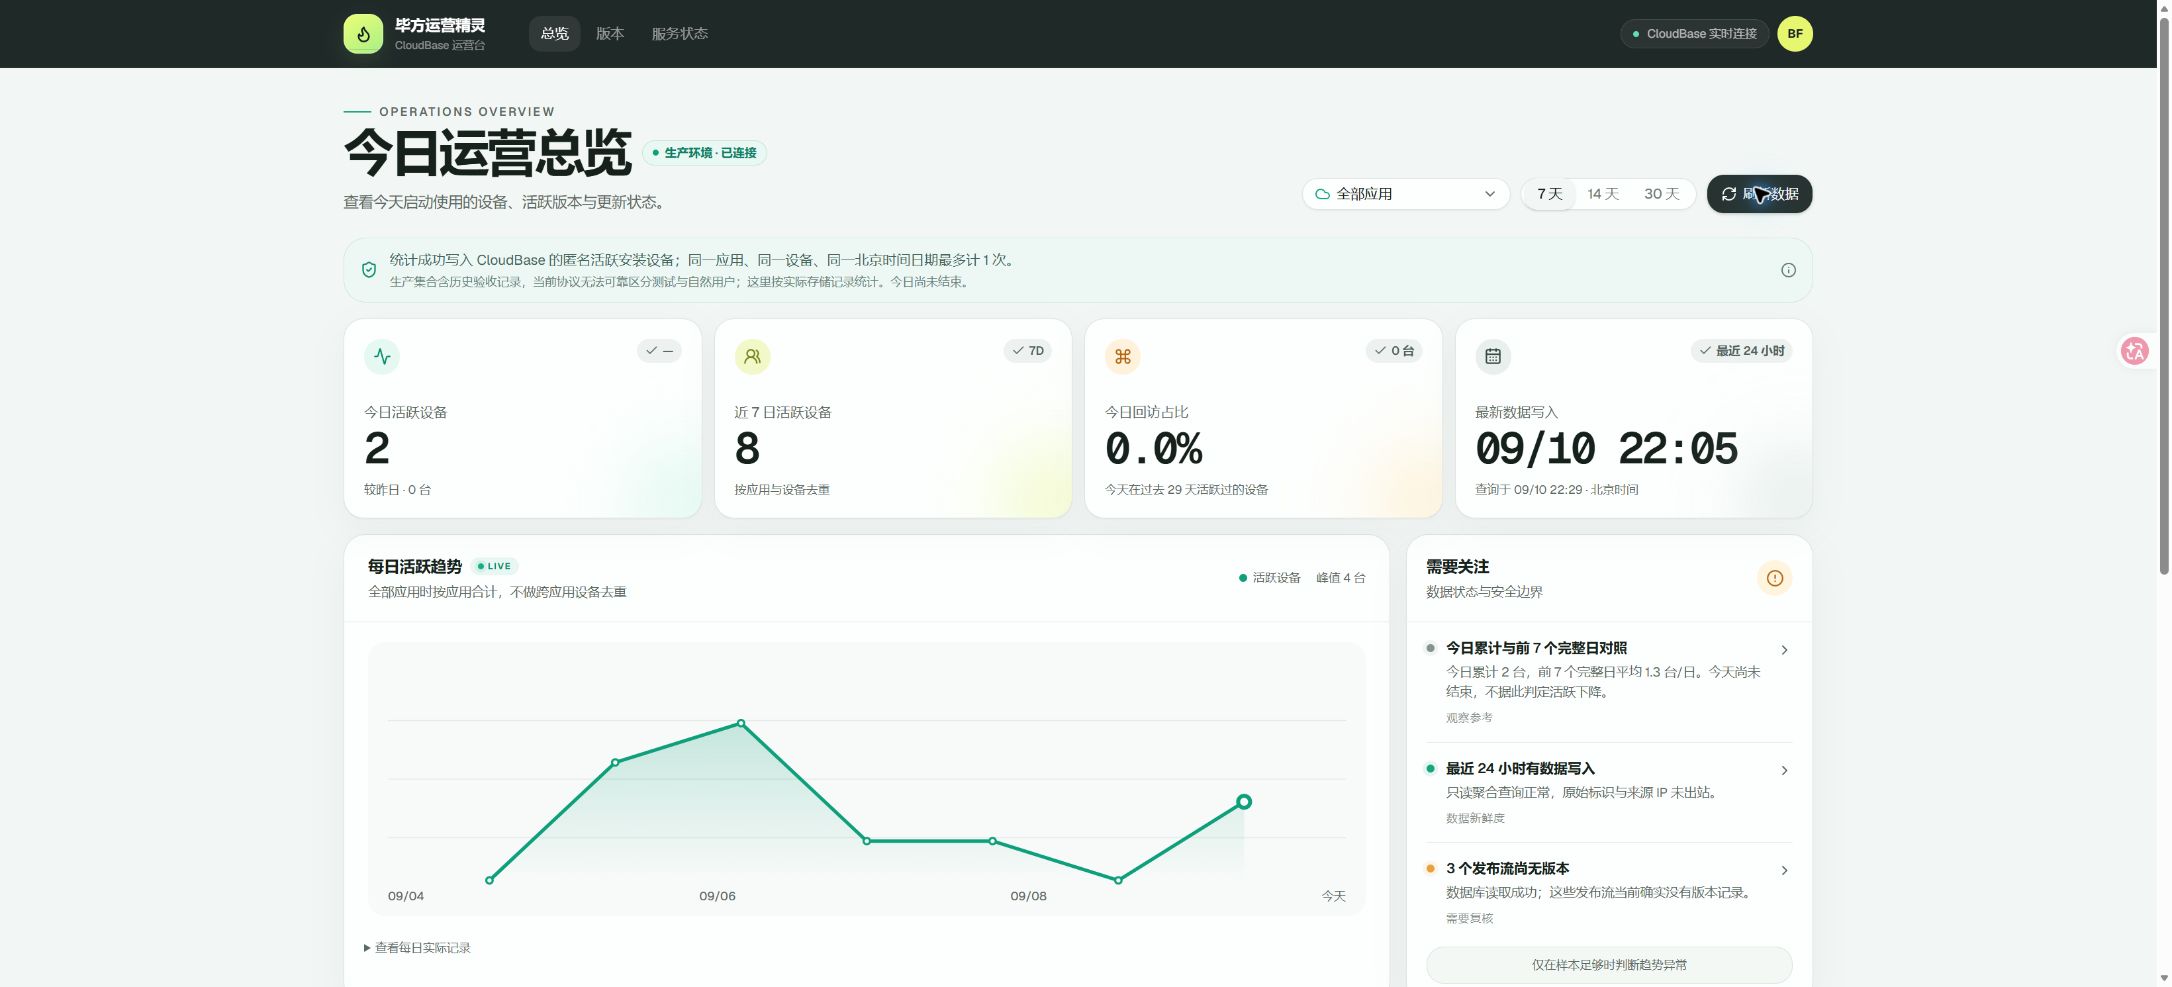 毕方运营精灵
CloudBase 运营台
总览
版本
服务状态
CloudBase 实时连接
BF
OPERATIONS OVERVIEW
今日运营总览
生产环境 · 已连接
查看今天启动使用的设备、活跃版本与更新状态。
全部应用
7 天
14 天
30 天
刷新数据
统计成功写入 CloudBase 的匿名活跃安装设备；同一应用、同一设备、同一北京时间日期最多计 1 次。
生产集合含历史验收记录，当前协议无法可靠区分测试与自然用户；这里按实际存储记录统计。今日尚未结束。
—
今日活跃设备
2
较昨日 · 0 台
7D
近 7 日活跃设备
8
按应用与设备去重
0 台
今日回访占比
0.0%
今天在过去 29 天活跃过的设备
最近 24 小时
最新数据写入
09/10 22:05
查询于 09/10 22:29 · 北京时间
每日活跃趋势
LIVE
全部应用时按应用合计，不做跨应用设备去重
活跃设备
峰值 4 台
09/04
09/06
09/08
今天
查看每日实际记录
需要关注
数据状态与安全边界
今日累计与前 7 个完整日对照
今日累计 2 台，前 7 个完整日平均 1.3 台/日。今天尚未
结束，不据此判定活跃下降。
观察参考
最近 24 小时有数据写入
只读聚合查询正常，原始标识与来源 IP 未出站。
数据新鲜度
3 个发布流尚无版本
数据库读取成功；这些发布流当前确实没有版本记录。
需要复核
仅在样本足够时判断趋势异常